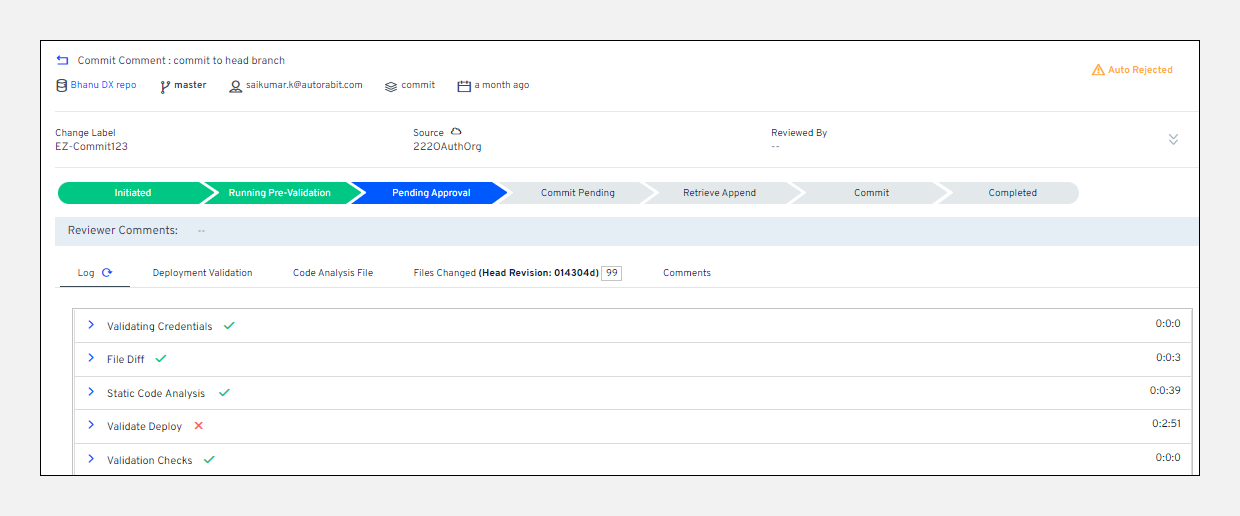 Commit Comment : commit to head branch
Auto Rejected
Bhanu DX repo master saikumar.k@autorabit.com commit a month ago
Change Label Source Reviewed By
EZ-Commit123 222OAuthOrg --
Initiated Running Pre-Validation Pending Approval Commit Pending Retrieve Append Commit Completed
Reviewer Comments: --
Log Deployment Validation Code Analysis File Files Changed (Head Revision: 014304d) 99 Comments
Validating Credentials 0:0:0
File Diff 0:0:3
Static Code Analysis 0:0:39
Validate Deploy 0:2:51
Validation Checks 0:0:0